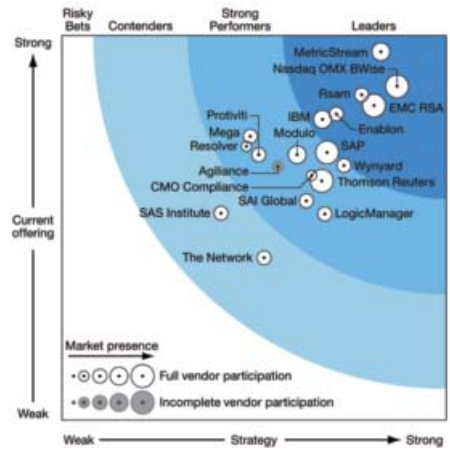 Risky
Bets
Contenders
Strong
Performers
Leaders
Strong
MetricStream
Nasdaq OMX BWise
Rsam
EMC RSA
Protiviti
IBM
Enablon
Mega
Modulo
Resolver
SAP
Agiliance
Wynyard
CMO Compliance
Thomson Reuters
SAI Global
SAS Institute
LogicManager
Current
offering
The Network
Market presence
Full vendor participation
Incomplete vendor participation
Weak
Weak
Strategy
Strong